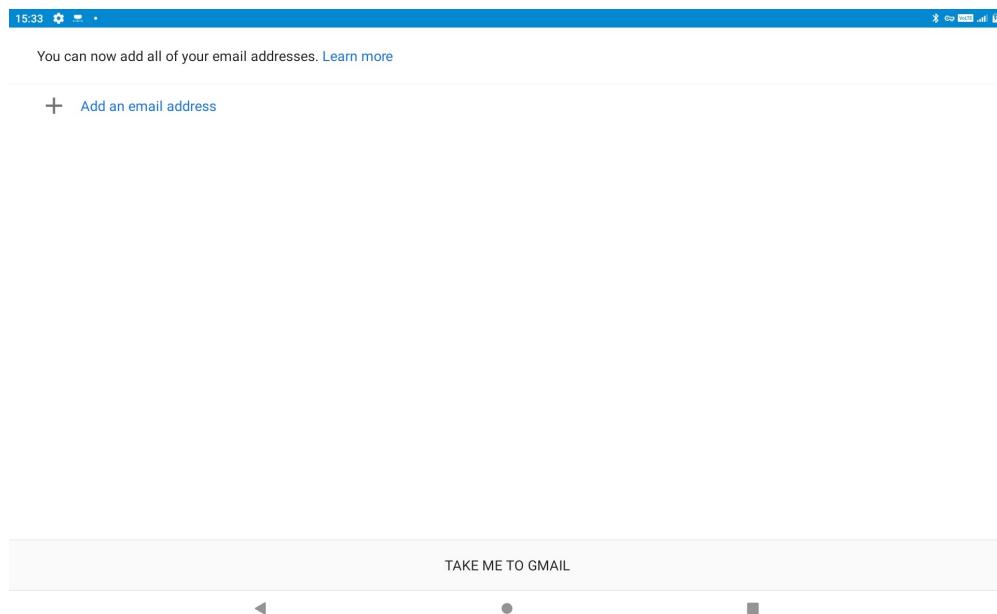 15:33
You can now add all of your email addresses. Learn more
Add an email address
TAKE ME TO GMAIL